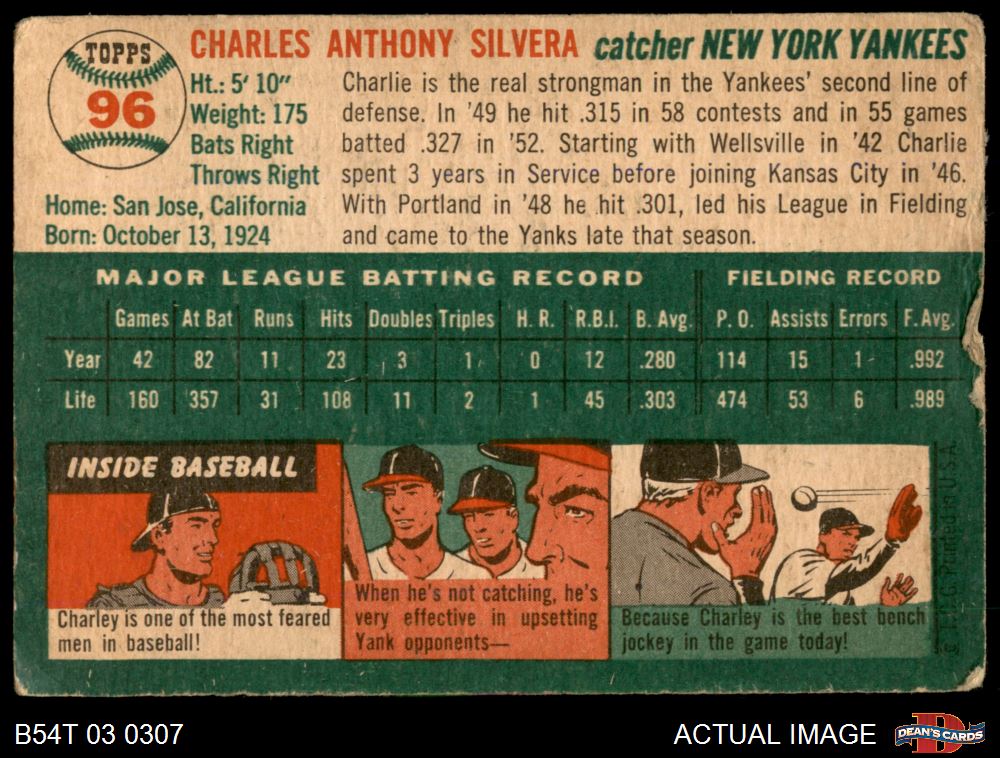 TOPPS
96
CHARLES ANTHONY SILVERA catcher NEW YORK YANKEES
Ht.: 5' 10"
Weight: 175
Bats Right
Throws Right
Home: San Jose, California
Born: October 13, 1924
Charlie is the real strongman in the Yankees' second line of
defense. In '49 he hit .315 in 58 contests and in 55 games
batted .327 in '52. Starting with Wellsville in '42 Charlie
spent 3 years in Service before joining Kansas City in '46.
With Portland in '48 he hit .301, led his League in Fielding
and came to the Yanks late that season.
MAJOR LEAGUE BATTING RECORD FIELDING RECORD
Games At Bat Runs Hits Doubles Triples H. R. R.B.I. B. Avg. P. O. Assists Errors F. Avg.
Year 42 82 11 23 3 1 0 12 .280 114 15 1 .992
Life 160 357 31 108 11 2 1 45 .303 474 53 6 .989
INSIDE BASEBALL
Charley is one of the most feared
men in baseball!
When he's not catching, he's
very effective in upsetting
Yank opponents—
Because Charley is the best bench
jockey in the game today!
© T.C.G. Printed in U.S.A.
B54T 03 0307
ACTUAL IMAGE
DEAN'S CARDS